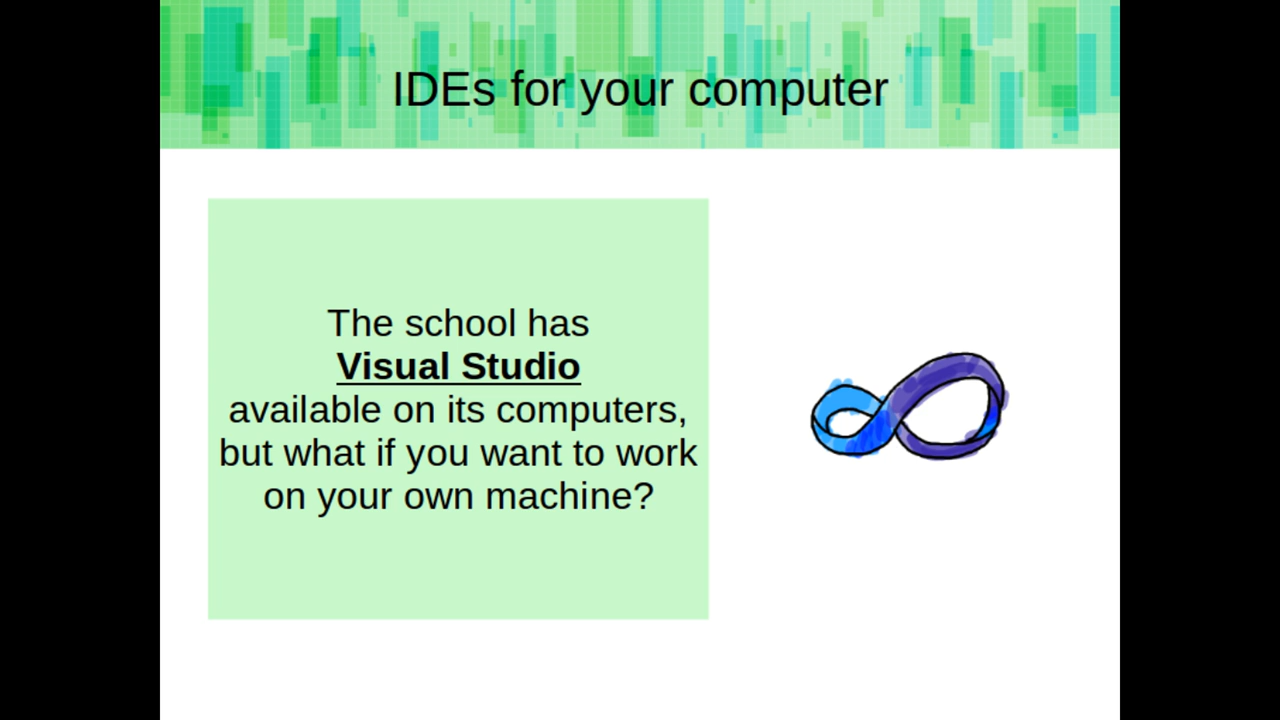 IDEs for your computer
The school has
Visual Studio
available on its computers,
but what if you want to work
on your own machine?